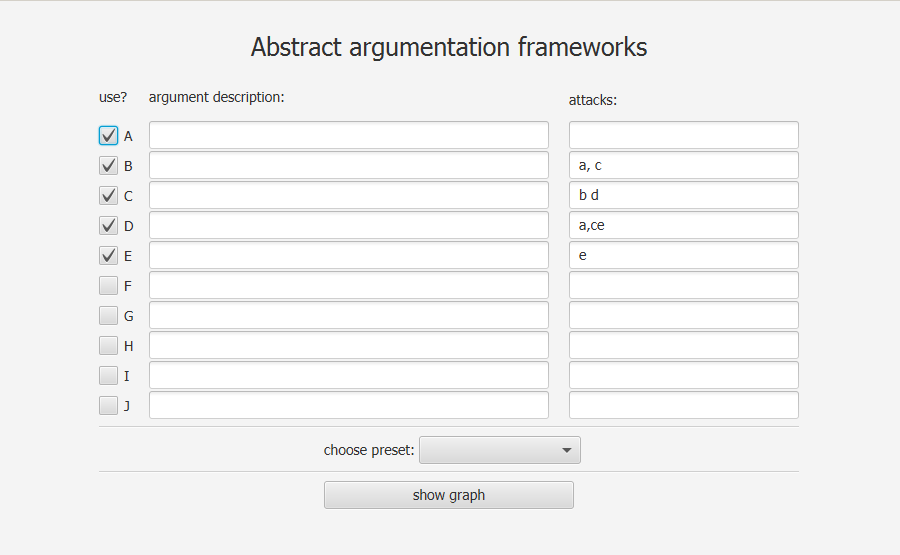 Abstract argumentation frameworks
use? argument description: attacks:
A
B a, c
C b d
D a,ce
E e
F
G
H
I
J
choose preset:
show graph